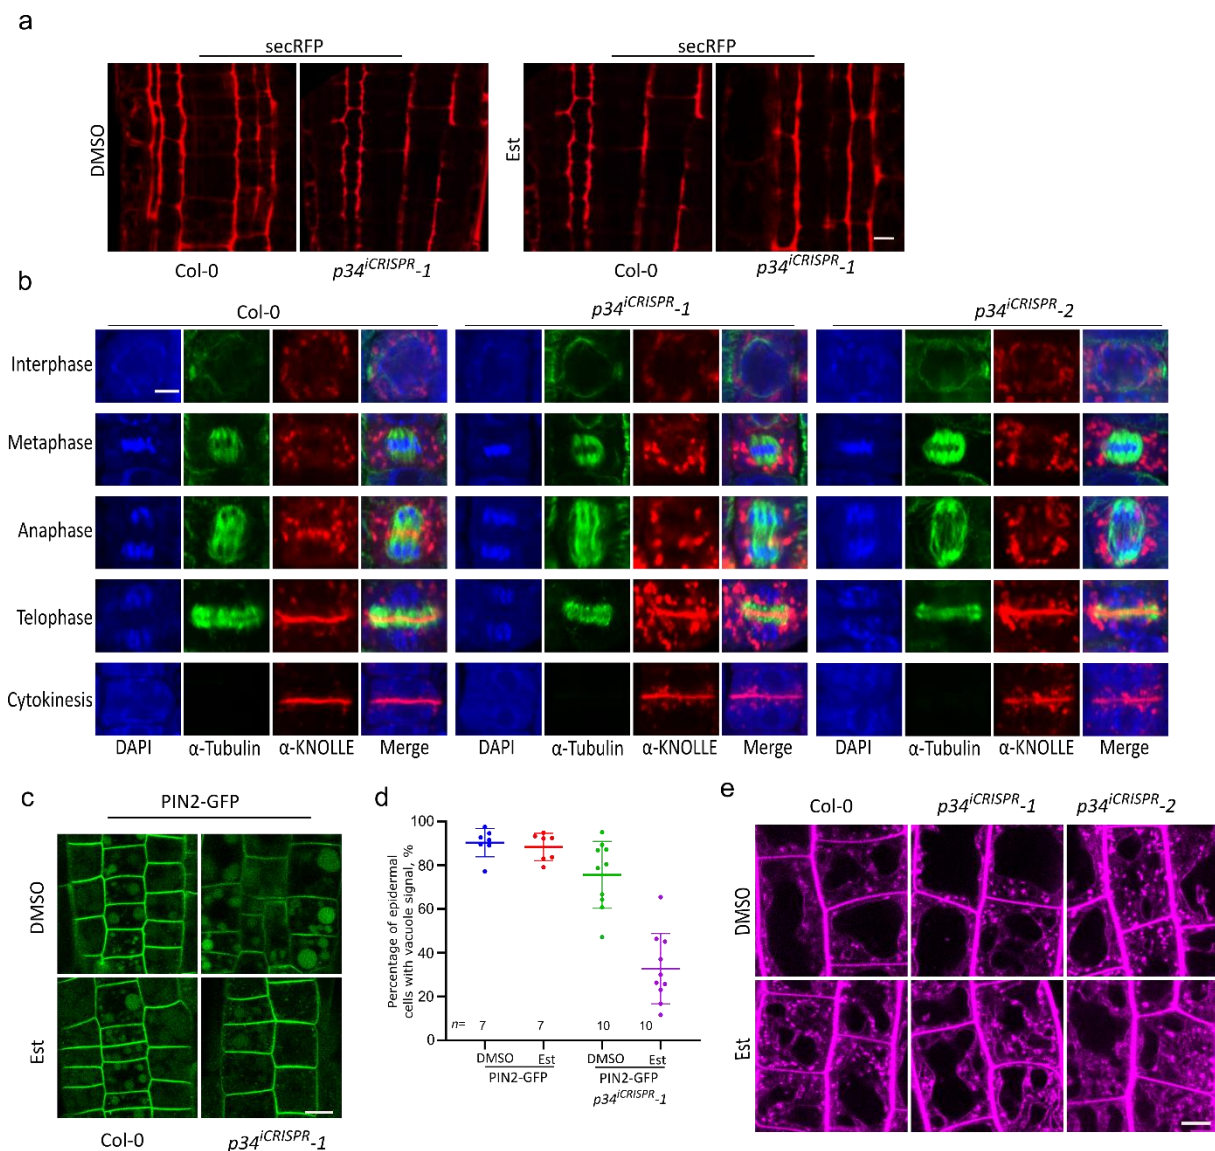 a
secRFP secRFP
DMSO Est
Col-0 p34iCRISPR-1 Col-0 p34iCRISPR-1
b
Col-0 p34iCRISPR-1 p34iCRISPR-2
Interphase
Metaphase
Anaphase
Telophase
Cytokinesis
DAPI α-Tubulin α-KNOLLE Merge DAPI α-Tubulin α-KNOLLE Merge DAPI α-Tubulin α-KNOLLE Merge
c
PIN2-GFP
DMSO
Est
Col-0 p34iCRISPR-1
d
Percentage of epidermal
cells with vacuole signal, %
100
80
60
40
20
0
n= 7 7 10 10
DMSO Est DMSO Est
PIN2-GFP PIN2-GFP
p34iCRISPR-1
e
Col-0 p34iCRISPR-1 p34iCRISPR-2
DMSO
Est